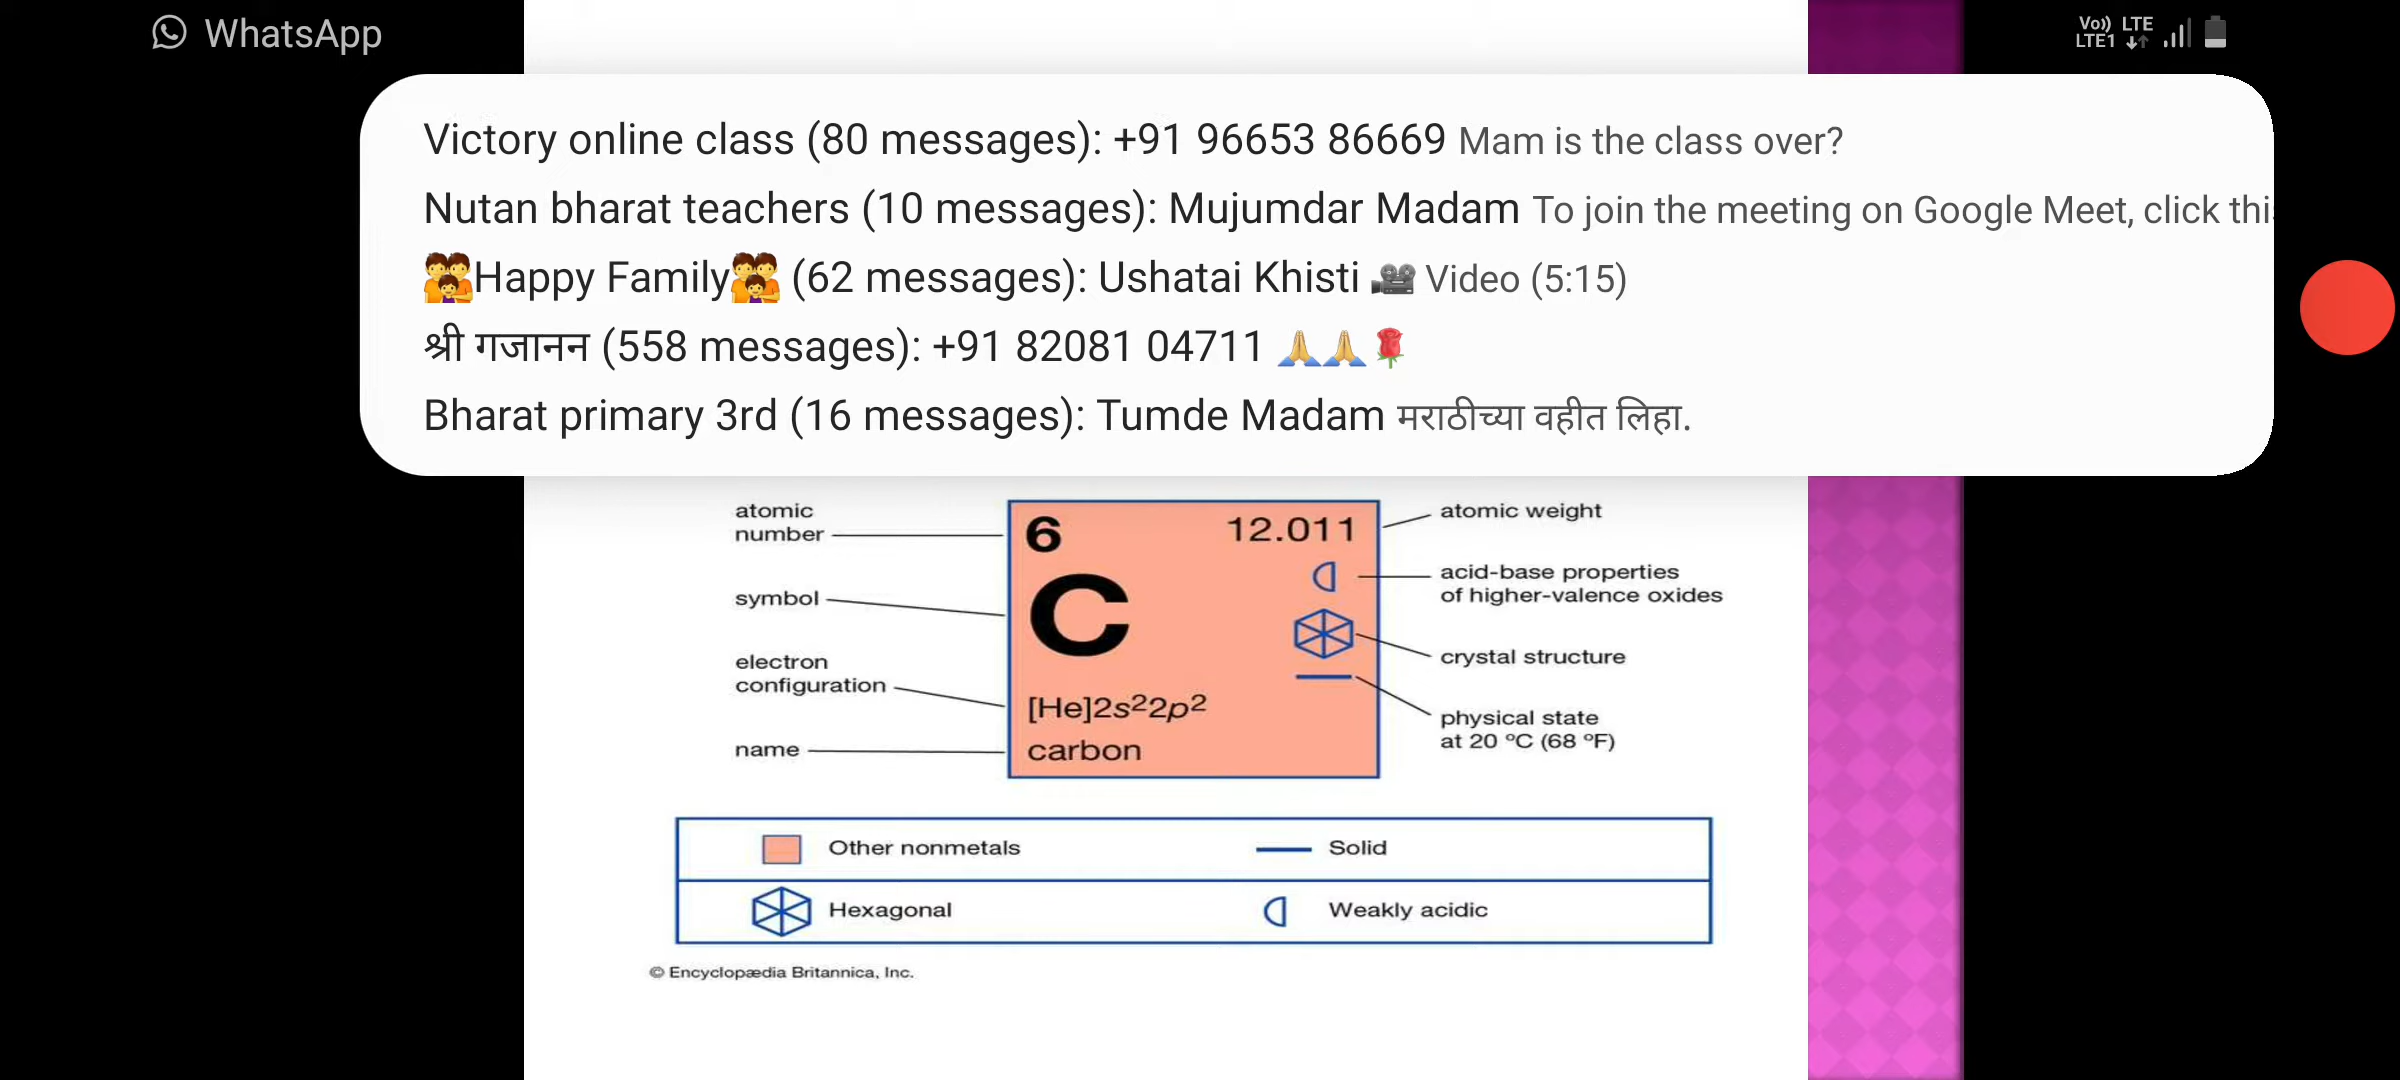 WhatsApp
Vo)) LTE
LTE1
Victory online class (80 messages): +91 96653 86669 Mam is the class over?
Nutan bharat teachers (10 messages): Mujumdar Madam To join the meeting on Google Meet, click this
👨‍👩‍👦Happy Family👨‍👩‍👦 (62 messages): Ushatai Khisti 🎥 Video (5:15)
श्री गजानन (558 messages): +91 82081 04711 🙏🙏🌹
Bharat primary 3rd (16 messages): Tumde Madam मराठीच्या वहीत लिहा.
atomic
number
symbol
electron
configuration
name
6
12.011
C
[He]2s²2p²
carbon
atomic weight
acid-base properties
of higher-valence oxides
crystal structure
physical state
at 20 ºC (68 ºF)
Other nonmetals
Solid
Hexagonal
Weakly acidic
© Encyclopædia Britannica, Inc.